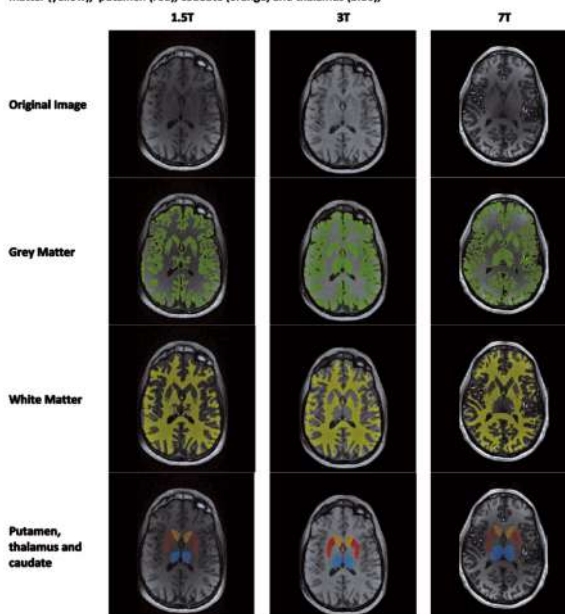 1.5T 3T 7T
Original Image
Grey Matter
White Matter
Putamen,
thalamus and
caudate